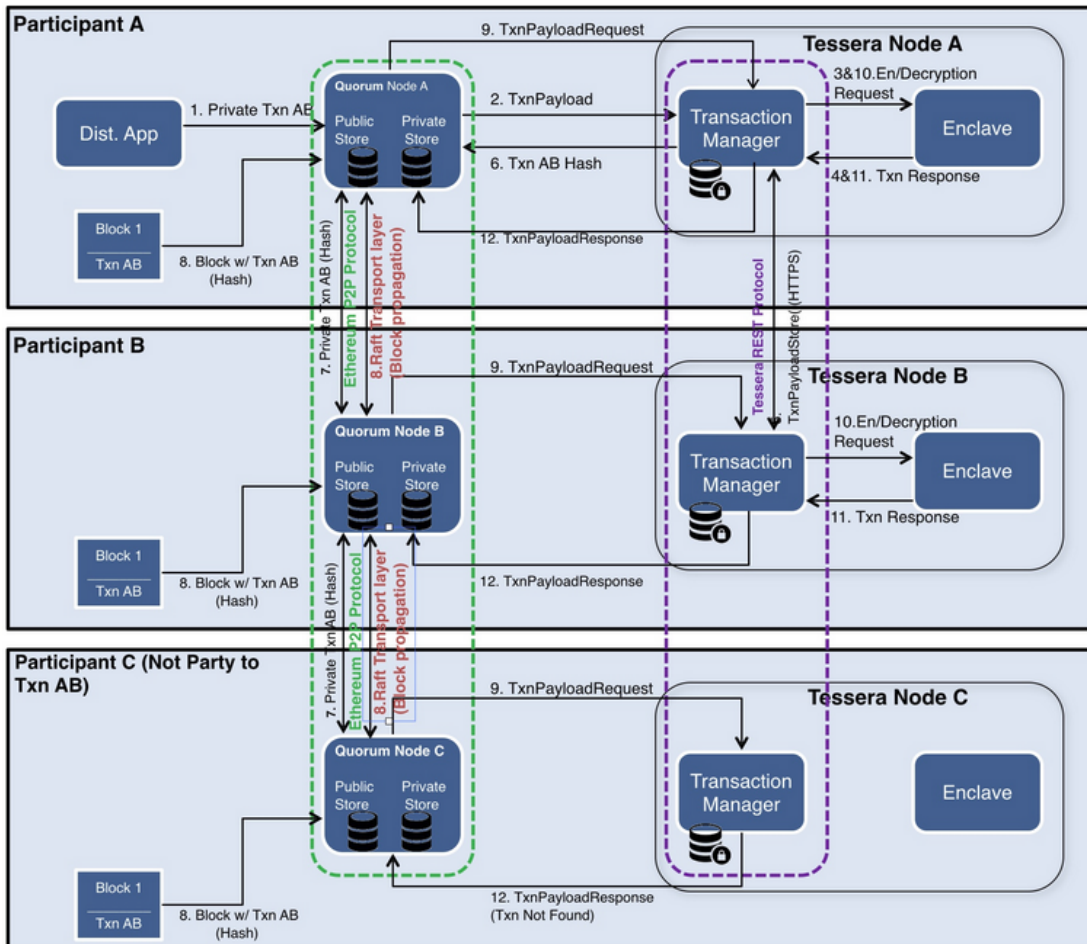 Participant A
9. TxnPayloadRequest
Tessera Node A
Quorum Node A
3&10.En/Decryption
Request
1. Private Txn AB
2. TxnPayload
Dist. App
Public
Store
Private
Store
Transaction
Manager
Enclave
6. Txn AB Hash
4&11. Txn Response
Block 1
Txn AB
8. Block w/ Txn AB
(Hash)
12. TxnPayloadResponse
7. Private Txn AB (Hash)
Ethereum P2P Protocol
8.Raft Transport layer
(Block propagation)
Tessera REST Protocol
TxnPayloadStore((HTTPS)
Participant B
9. TxnPayloadRequest
Tessera Node B
Quorum Node B
10.En/Decryption
Request
Public
Store
Private
Store
Transaction
Manager
Enclave
11. Txn Response
Block 1
Txn AB
8. Block w/ Txn AB
(Hash)
12. TxnPayloadResponse
7. Private Txn AB (Hash)
Ethereum P2P Protocol
8.Raft Transport layer
(Block propagation)
Participant C (Not Party to
Txn AB)
9. TxnPayloadRequest
Tessera Node C
Quorum Node C
Public
Store
Private
Store
Transaction
Manager
Enclave
Block 1
Txn AB
8. Block w/ Txn AB
(Hash)
12. TxnPayloadResponse
(Txn Not Found)